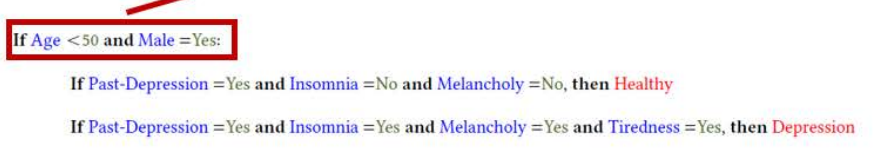 If Age <50 and Male =Yes:
If Past-Depression =Yes and Insomnia =No and Melancholy =No, then Healthy
If Past-Depression =Yes and Insomnia =Yes and Melancholy =Yes and Tiredness =Yes, then Depression